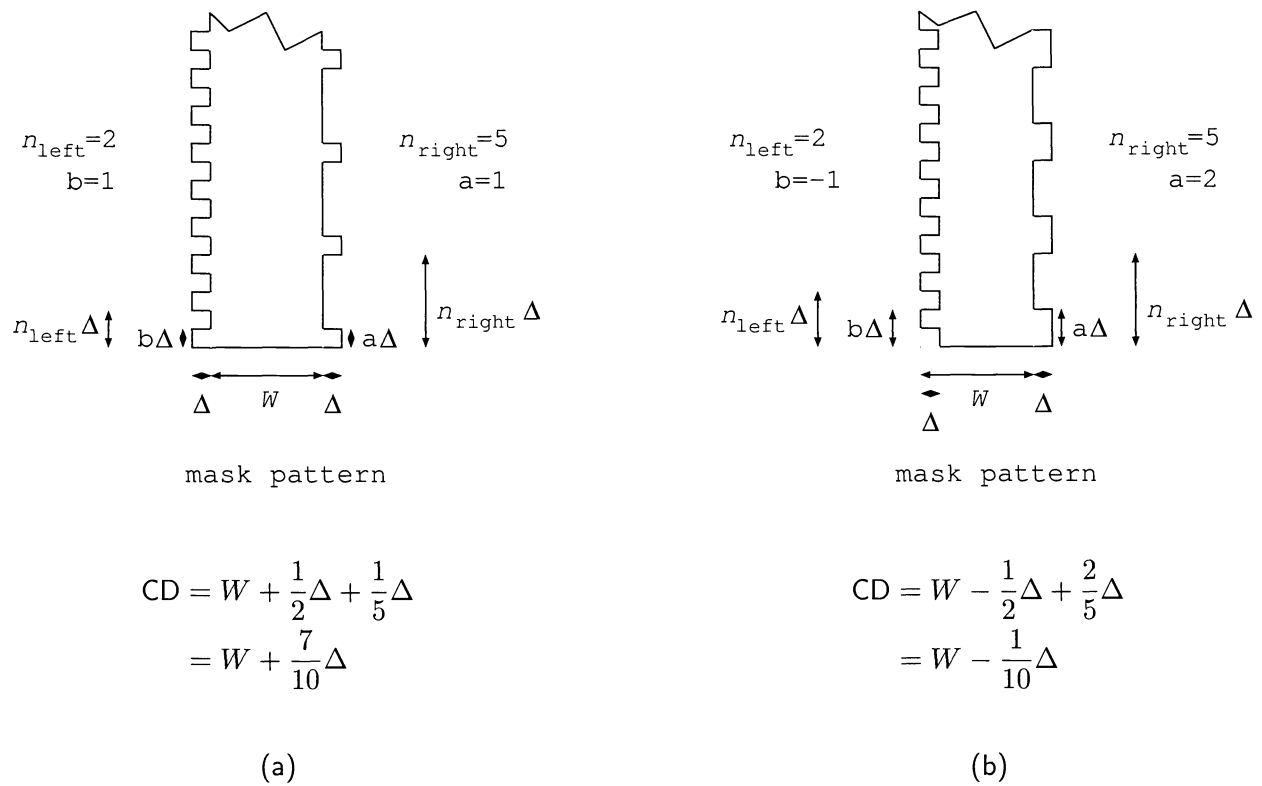 n_left=2
b=1
n_right=5
a=1
n_left Δ
bΔ
aΔ
n_right Δ
Δ
W
Δ
mask pattern
CD = W + 1/2 Δ + 1/5 Δ
= W + 7/10 Δ
(a)
n_left=2
b=−1
n_right=5
a=2
n_left Δ
bΔ
aΔ
n_right Δ
Δ
W
Δ
mask pattern
CD = W − 1/2 Δ + 2/5 Δ
= W − 1/10 Δ
(b)